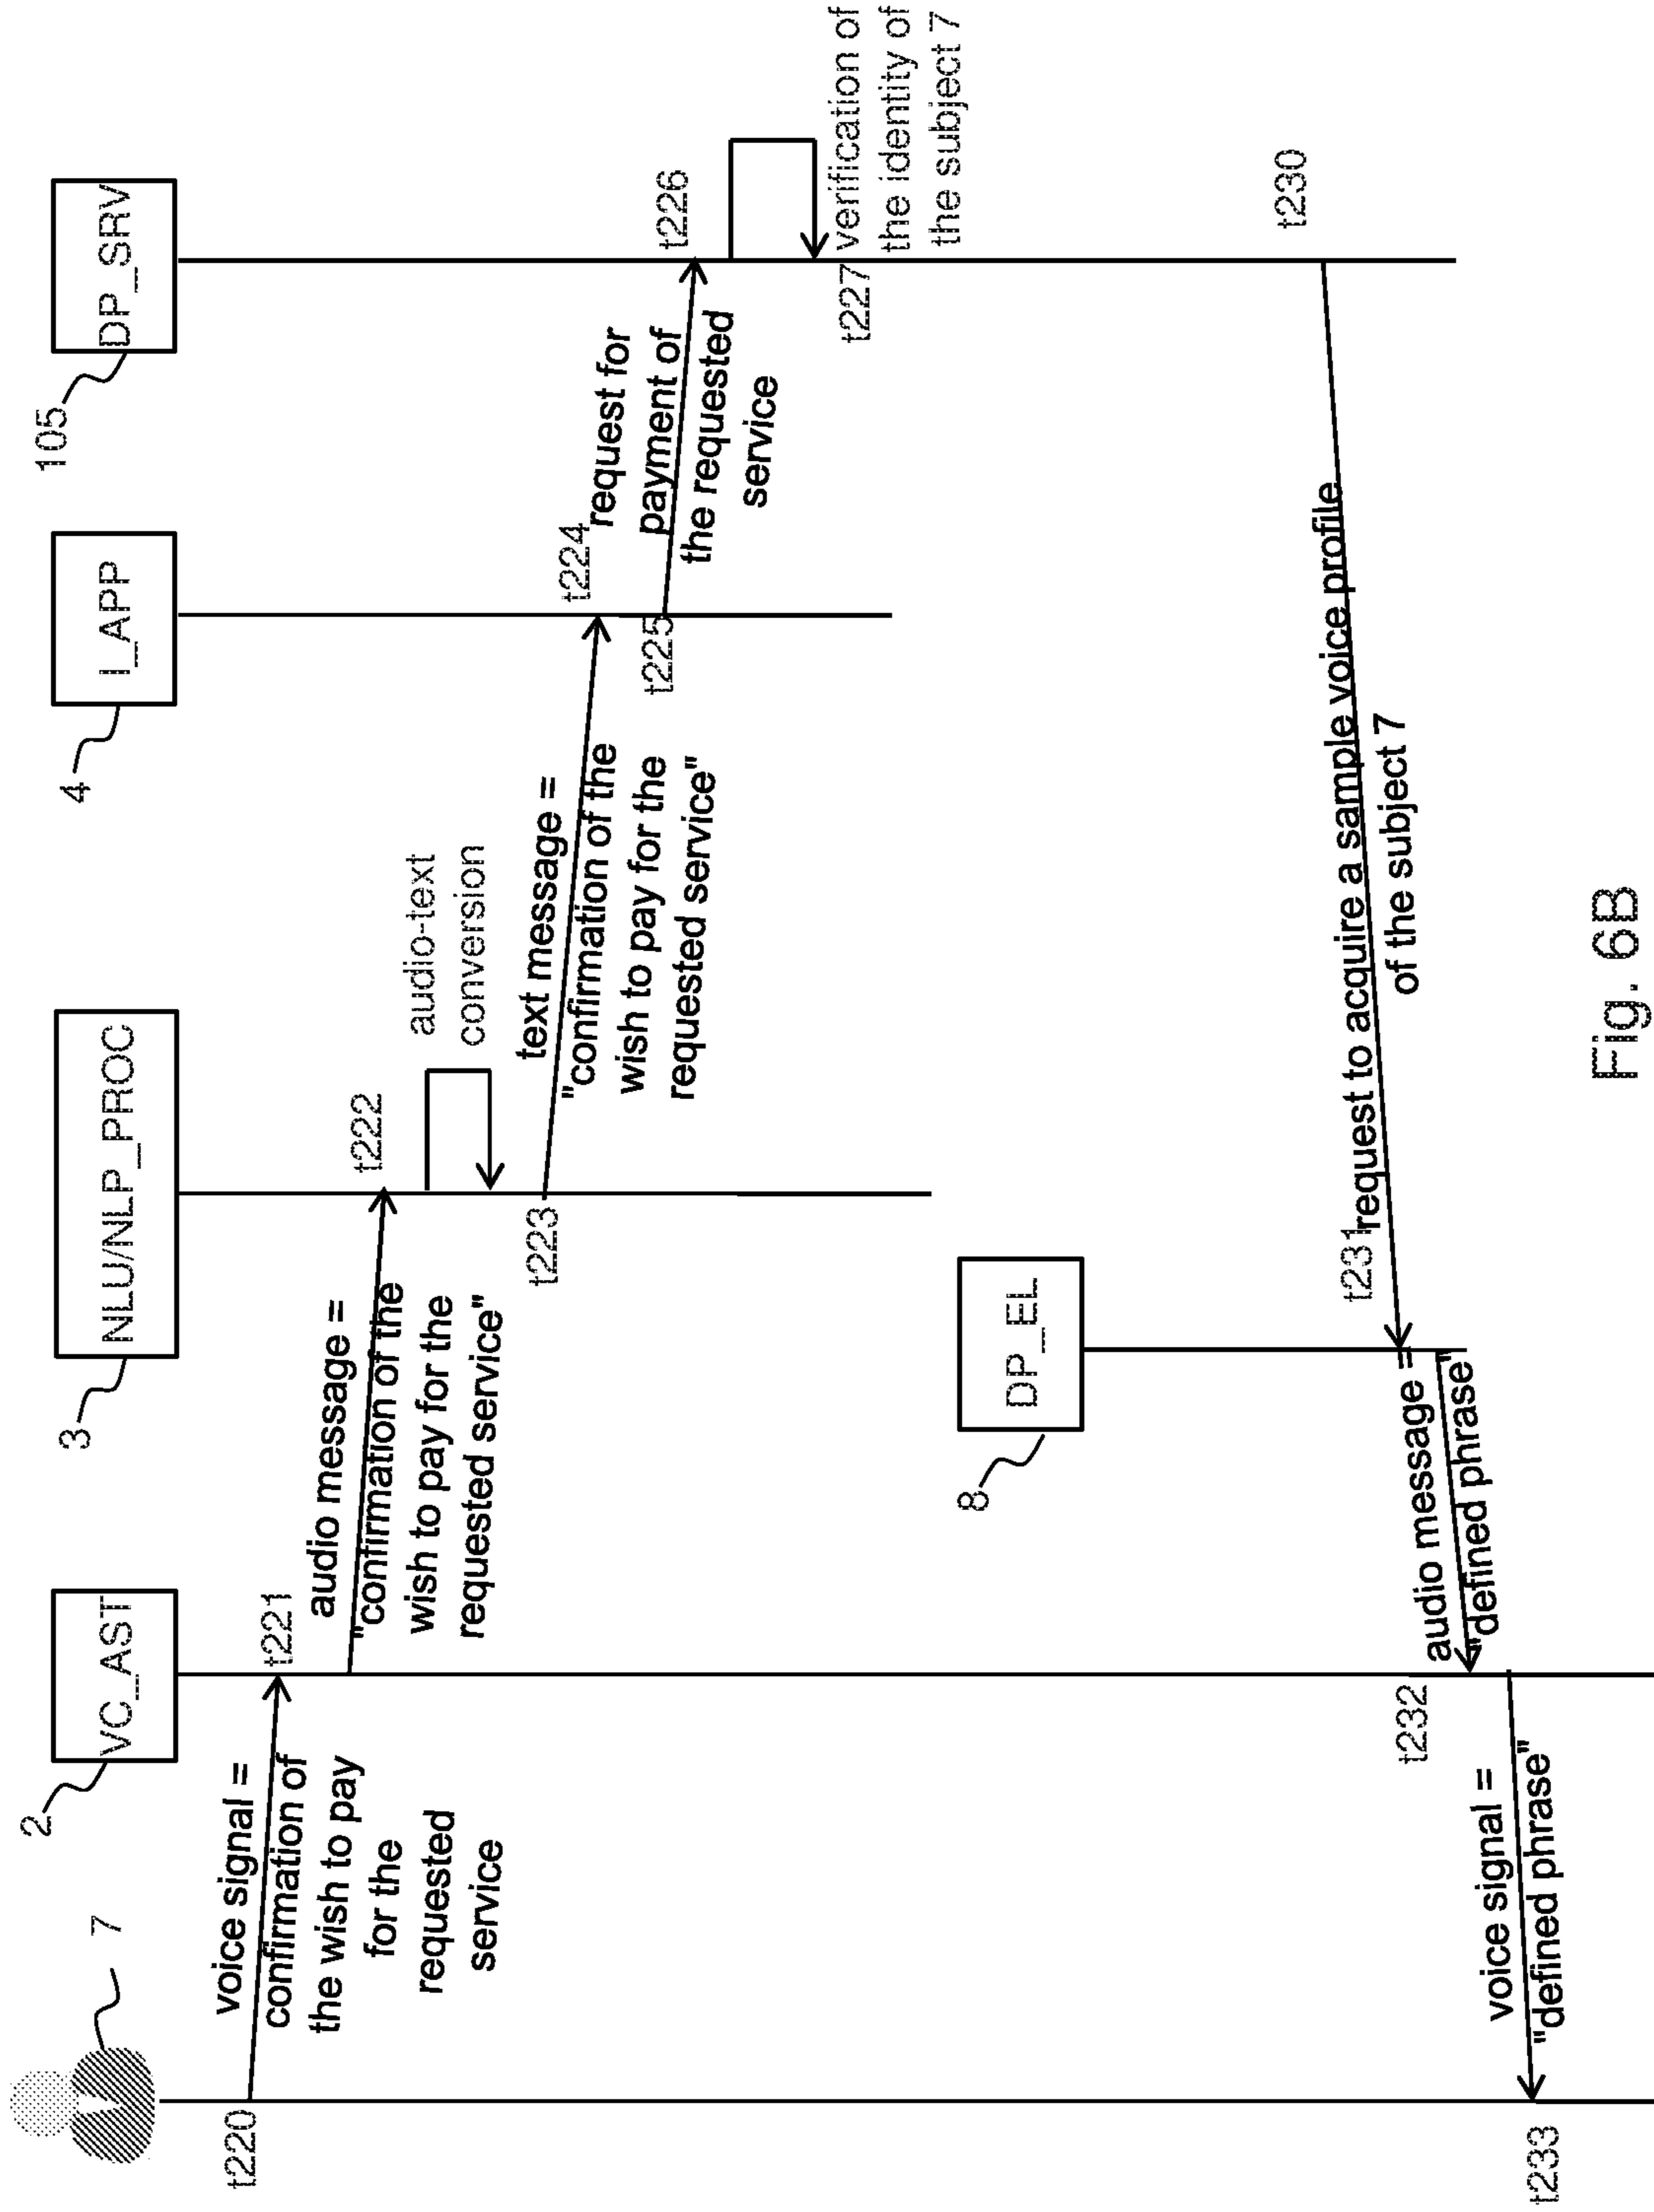 7
2
VC_AST
3
NLU/NLP_PROC
4
I_APP
105
DP_SRV
t220
voice signal =
confirmation of
the wish to pay
for the
requested
service
t221
audio message =
"confirmation of the
wish to pay for the
requested service"
t222
audio-text
conversion
t223
text message =
"confirmation of the
wish to pay for the
requested service"
t224
t225
request for
payment of
the requested
service
t226
t227
verification of
the identity of
the subject 7
8
DP_EL
t230
request to acquire a sample voice profile
of the subject 7
t231
audio message =
"defined phrase"
t232
voice signal =
"defined phrase"
t233
Fig. 6B